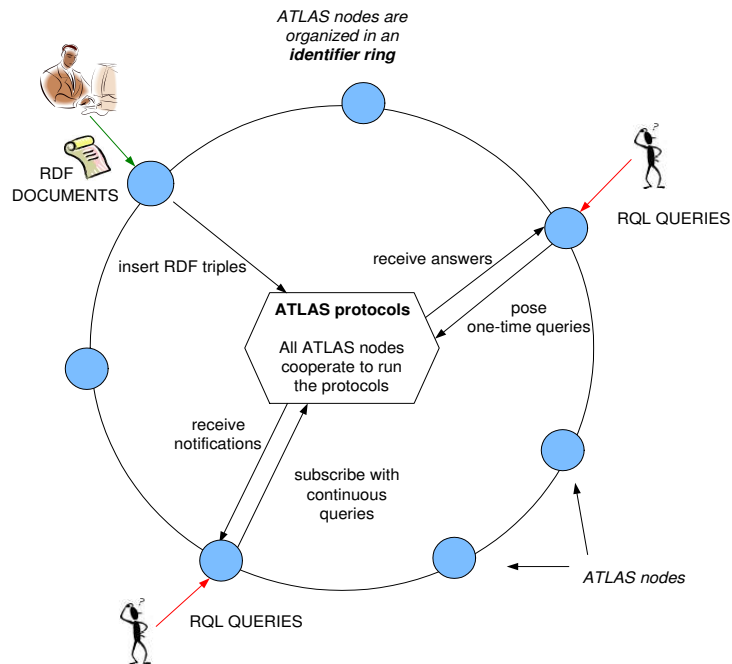 ATLAS nodes are
organized in an
identifier ring
RDF
DOCUMENTS
RQL QUERIES
insert RDF triples
receive answers
pose
one-time queries
ATLAS protocols
All ATLAS nodes
cooperate to run
the protocols
receive
notifications
subscribe with
continuous
queries
ATLAS nodes
RQL QUERIES